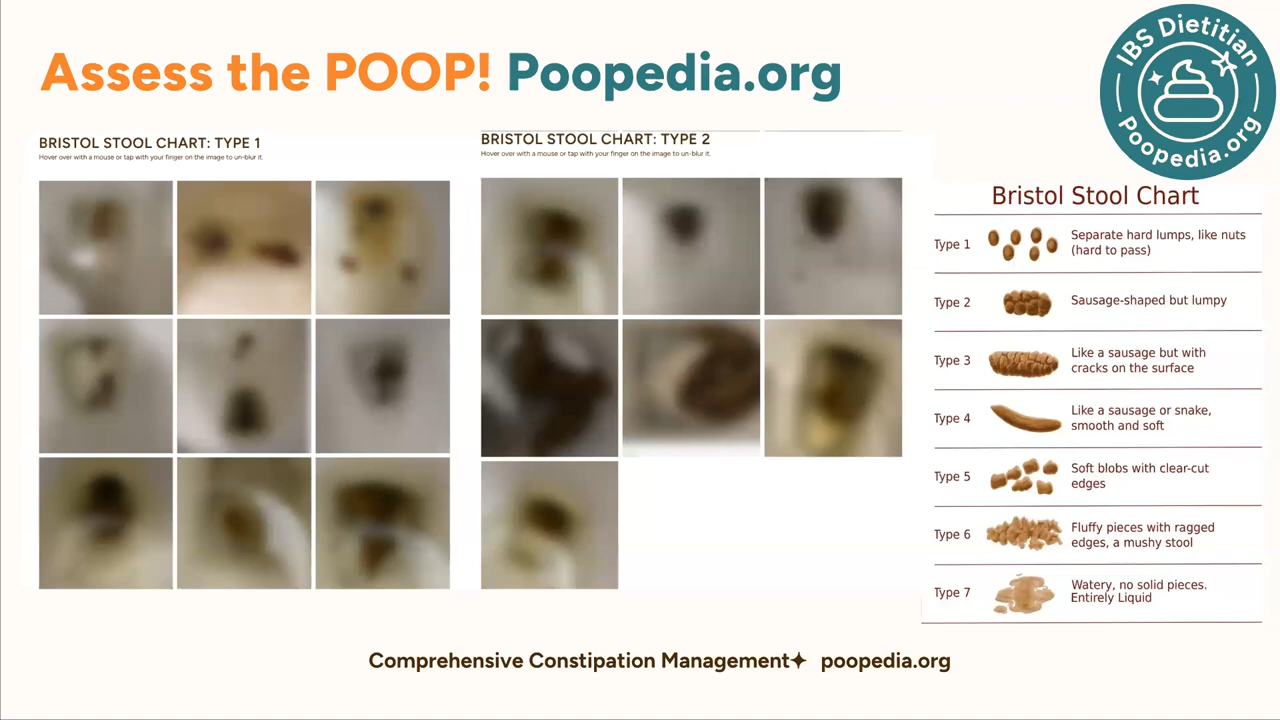 Assess the POOP! Poopedia.org
IBS Dietitian
Poopedia.org
BRISTOL STOOL CHART: TYPE 1
Hover over with a mouse or tap with your finger on the image to un-blur it.
BRISTOL STOOL CHART: TYPE 2
Hover over with a mouse or tap with your finger on the image to un-blur it.
Bristol Stool Chart
Type 1
Separate hard lumps, like nuts
(hard to pass)
Type 2
Sausage-shaped but lumpy
Type 3
Like a sausage but with
cracks on the surface
Type 4
Like a sausage or snake,
smooth and soft
Type 5
Soft blobs with clear-cut
edges
Type 6
Fluffy pieces with ragged
edges, a mushy stool
Type 7
Watery, no solid pieces.
Entirely Liquid
Comprehensive Constipation Management✦ poopedia.org